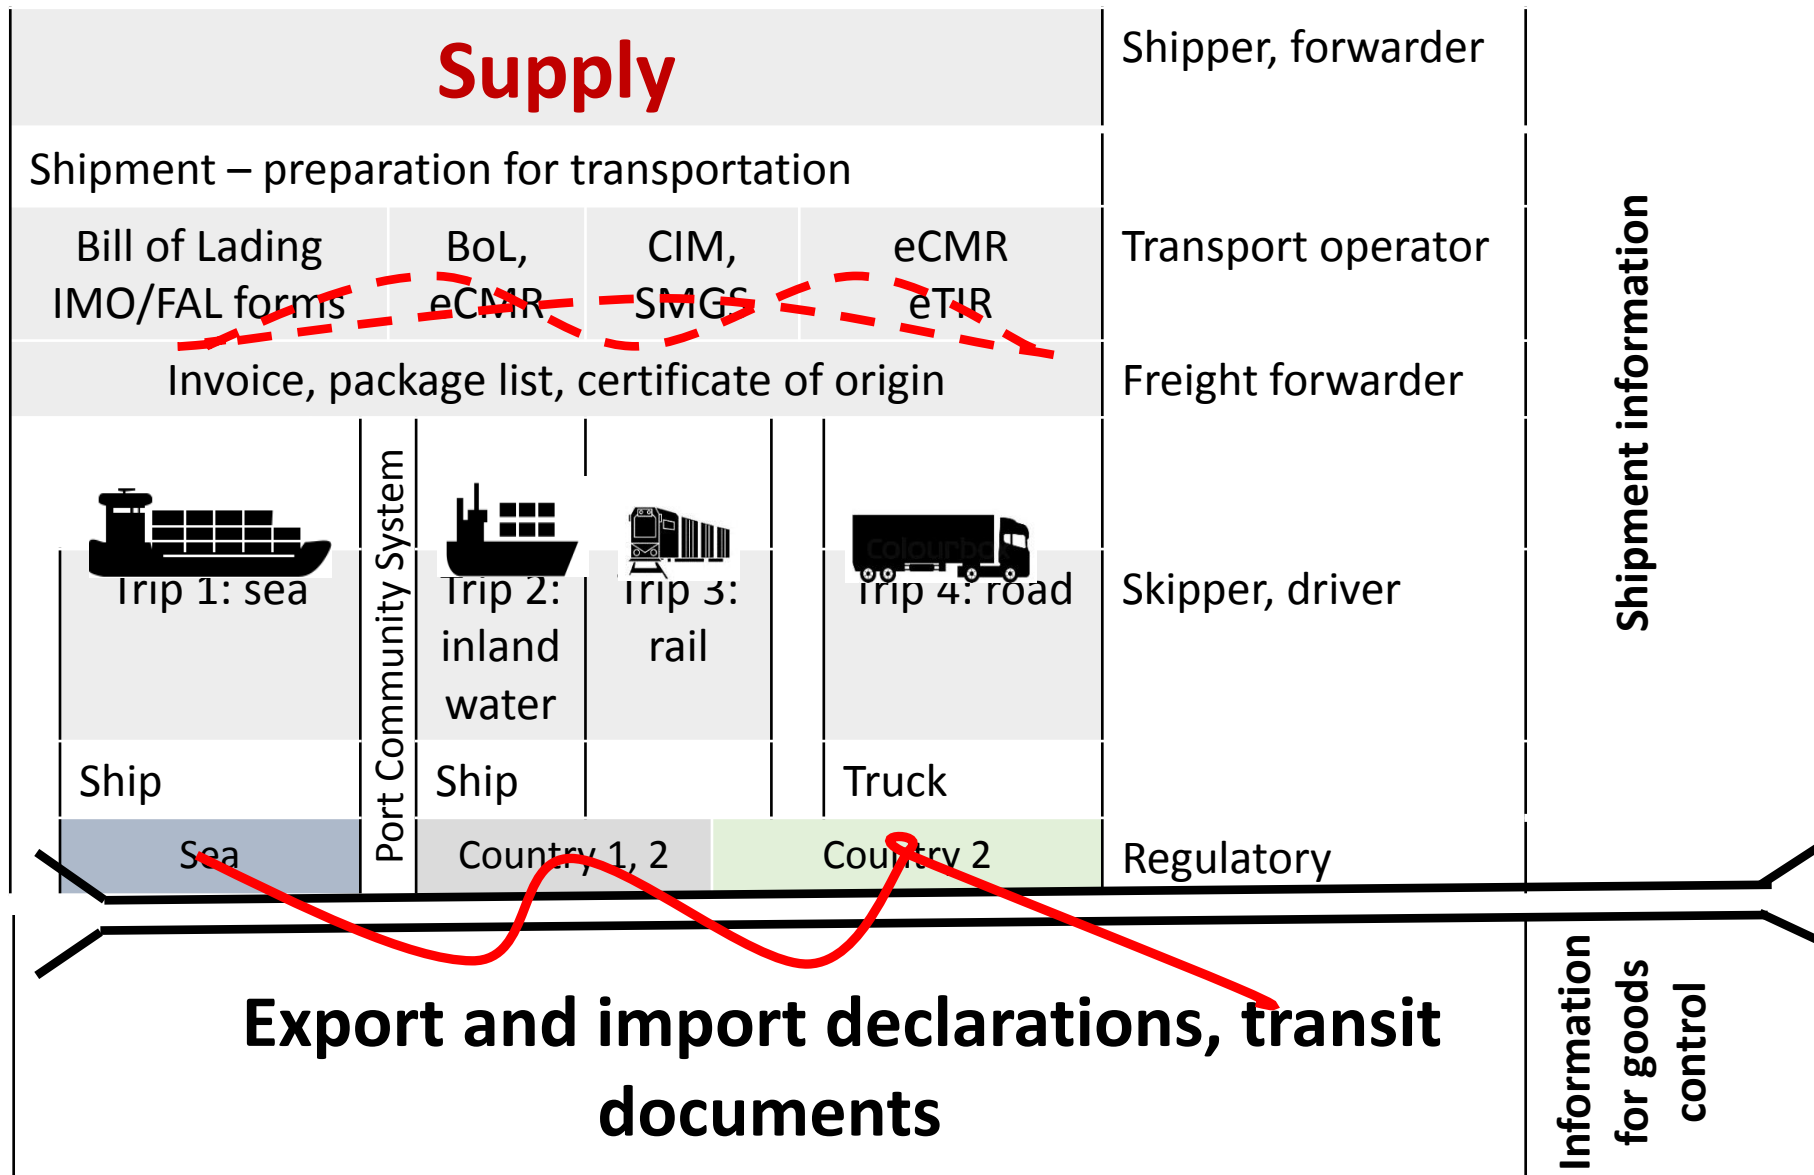 Supply
Shipper, forwarder
Shipment – preparation for transportation
Bill of Lading
IMO/FAL forms
BoL,
eCMR
CIM,
SMGS
eCMR
eTIR
Transport operator
Invoice, package list, certificate of origin
Freight forwarder
Shipment information
Port Community System
colourbox
Trip 1: sea
Trip 2:
inland
water
Trip 3:
rail
Trip 4: road
Skipper, driver
Ship
Ship
Truck
Sea
Country 1, 2
Country 2
Regulatory
Export and import declarations, transit
documents
Information
for goods
control